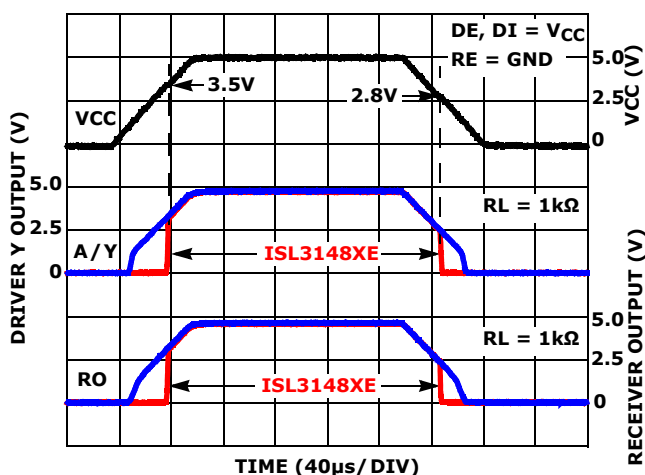 DE, DI = VCC
RE = GND
5.0
2.5
0
VCC (V)
3.5V
2.8V
VCC
DRIVER Y OUTPUT (V)
5.0
2.5
0
A/Y
RL = 1kΩ
ISL3148XE
RO
RL = 1kΩ
ISL3148XE
5.0
2.5
0
RECEIVER OUTPUT (V)
TIME (40µs/DIV)